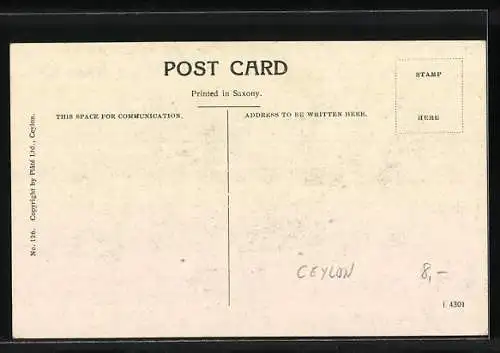 POST CARD
Printed in Saxony.
STAMP
HERE
THIS SPACE FOR COMMUNICATION.
ADDRESS TO BE WRITTEN HERE.
No. 126. Copyright by Plâté Ltd., Ceylon.
CEYLON
8,-
I 4301